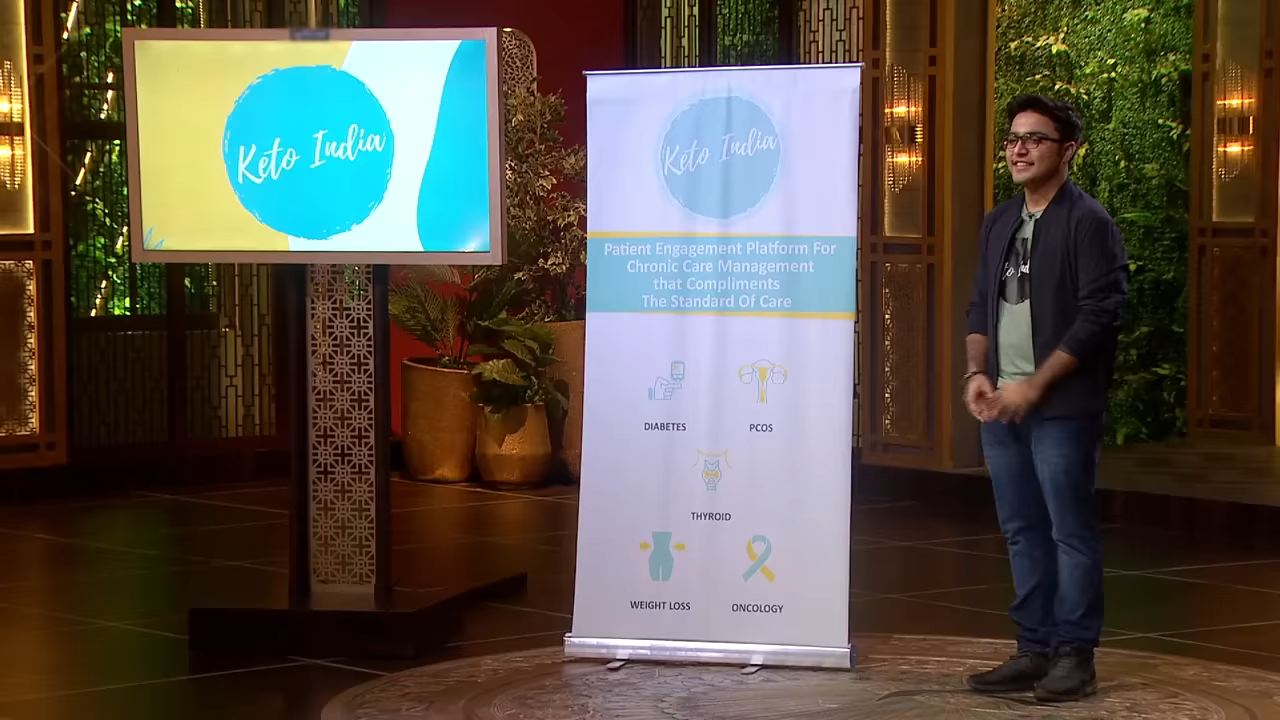 Keto India
Keto India
Patient Engagement Platform For
Chronic Care Management
that Compliments
The Standard Of Care
DIABETES
PCOS
THYROID
WEIGHT LOSS
ONCOLOGY